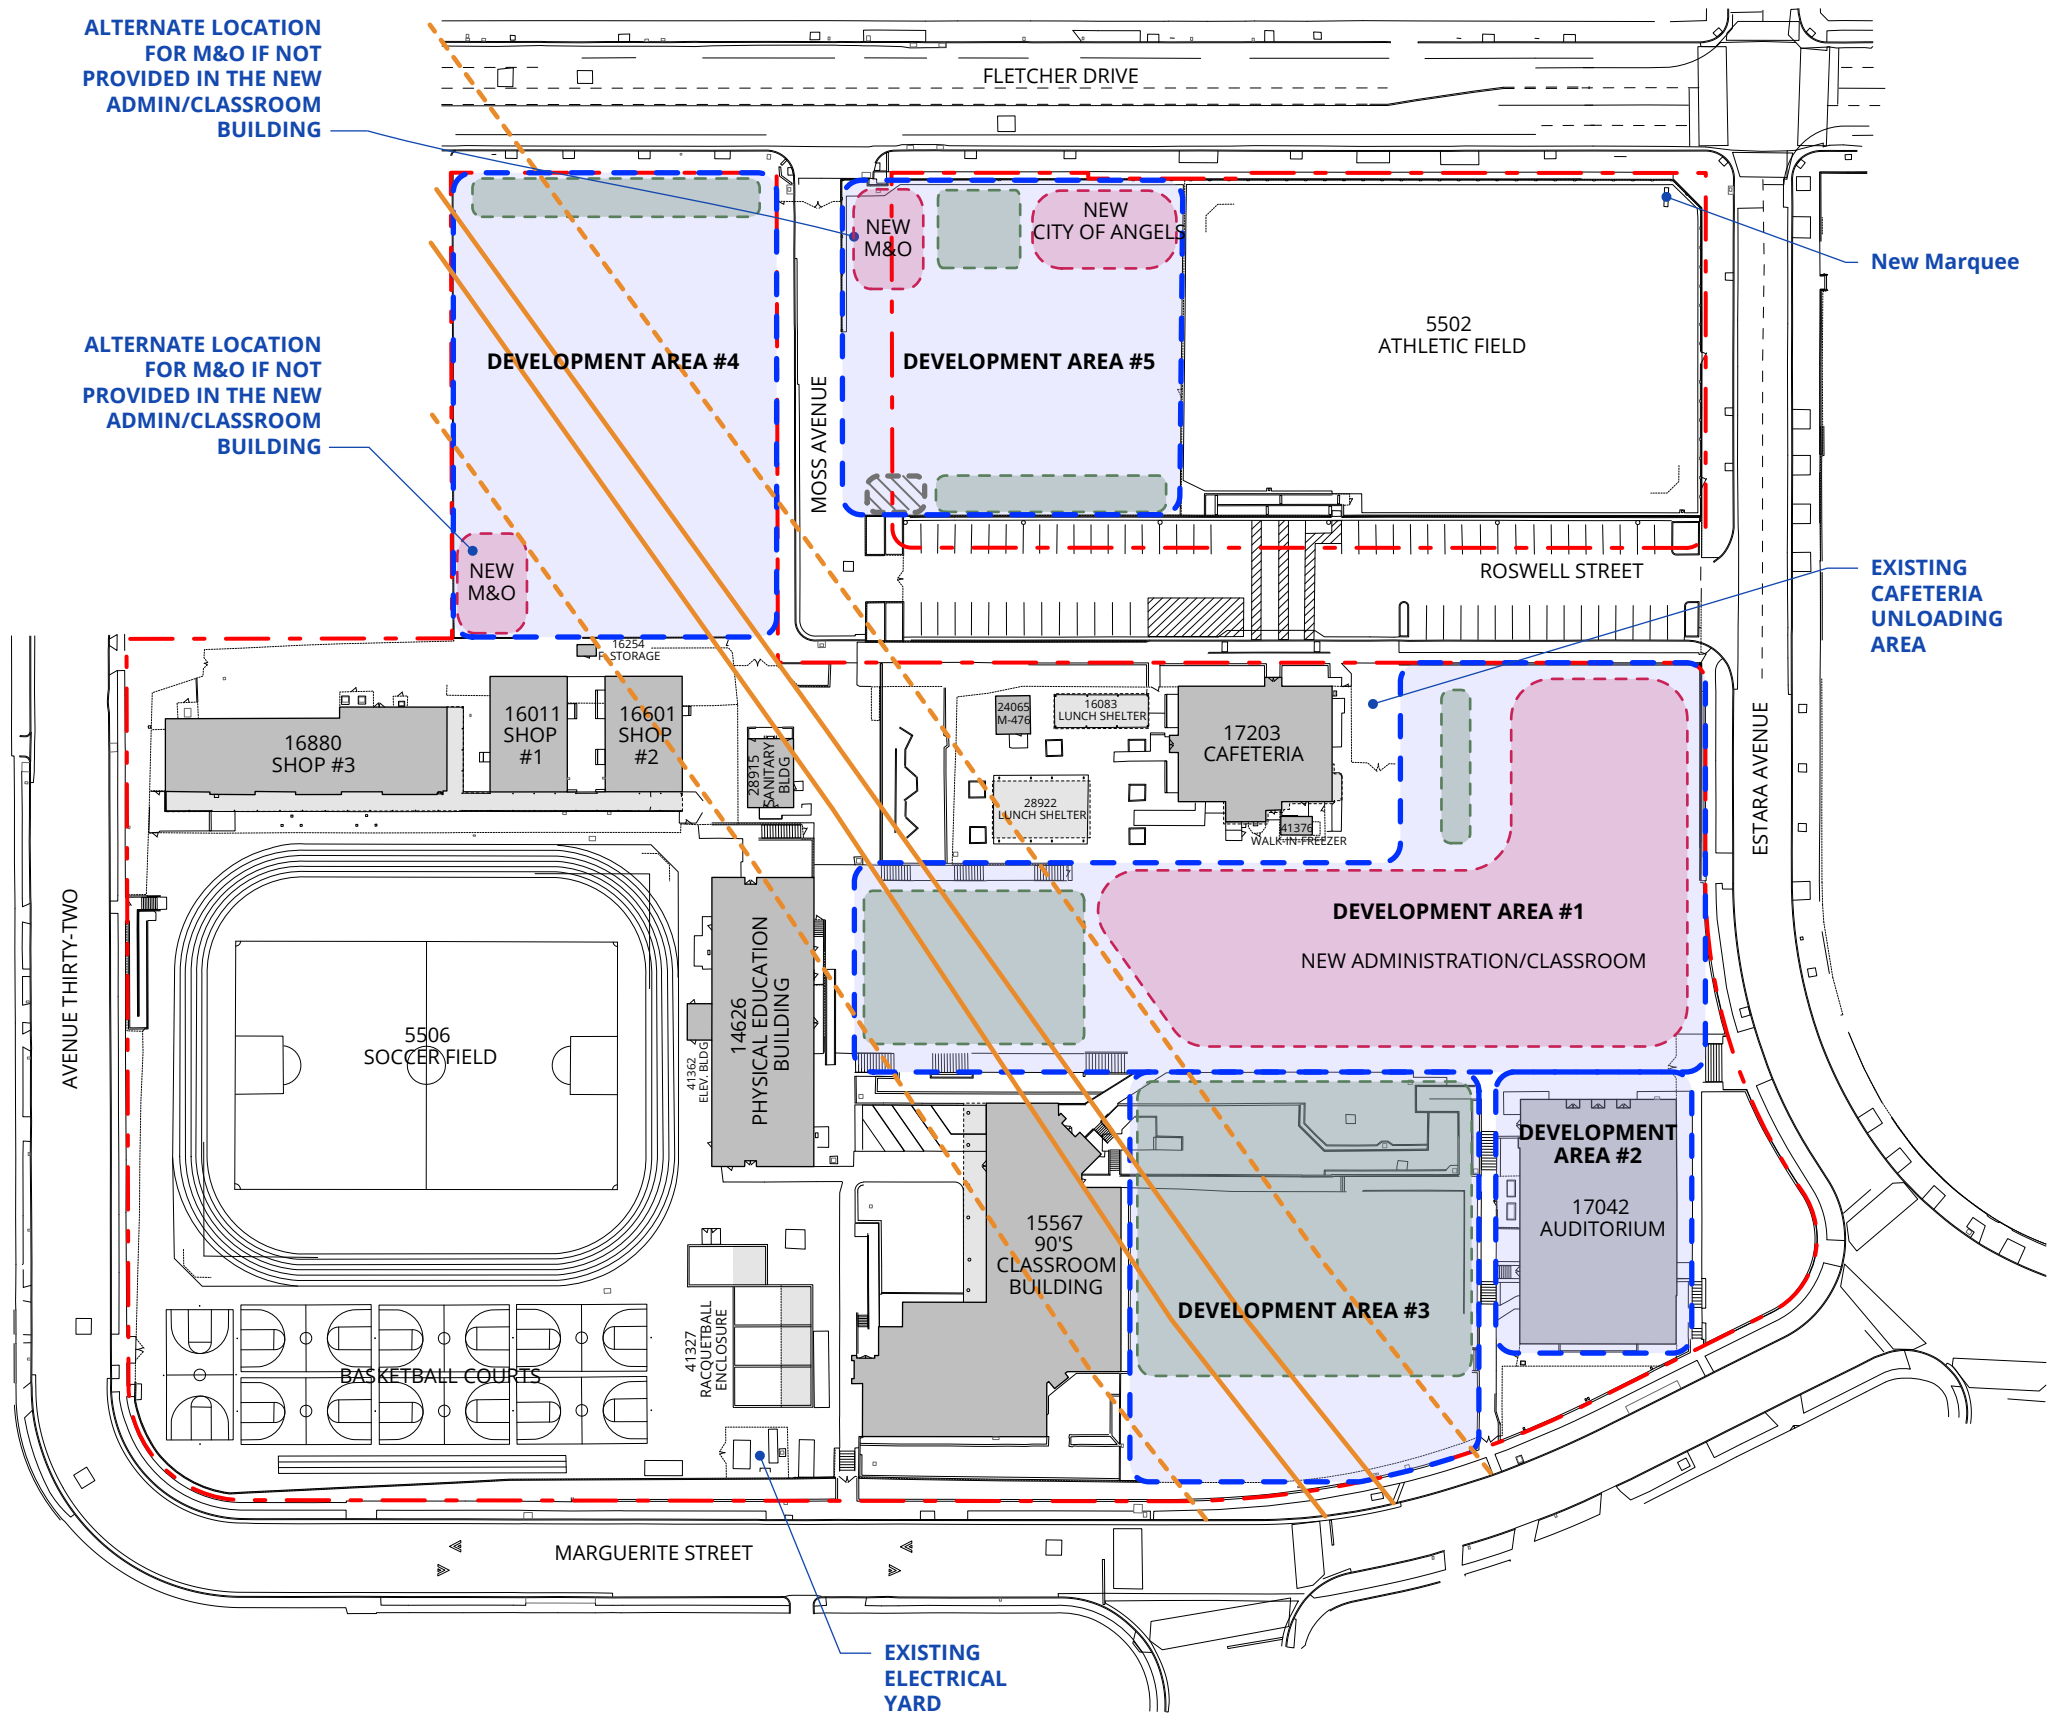 ALTERNATE LOCATION
FOR M&O IF NOT
PROVIDED IN THE NEW
ADMIN/CLASSROOM
BUILDING
FLETCHER DRIVE
NEW
M&O
NEW
CITY OF ANGELS
New Marquee
ALTERNATE LOCATION
FOR M&O IF NOT
PROVIDED IN THE NEW
ADMIN/CLASSROOM
BUILDING
DEVELOPMENT AREA #4
MOSS AVENUE
DEVELOPMENT AREA #5
5502
ATHLETIC FIELD
NEW
M&O
ROSWELL STREET
EXISTING
CAFETERIA
UNLOADING
AREA
16254
F. STORAGE
16880
SHOP #3
16011
SHOP
#1
16601
SHOP
#2
28915
SANITARY
BLDG
24065
M-476
16083
LUNCH SHELTER
17203
CAFETERIA
28922
LUNCH SHELTER
41376
WALK-IN-FREEZER
ESTARA AVENUE
AVENUE THIRTY-TWO
5506
SOCCER FIELD
41362
ELEV. BLDG
14626
PHYSICAL EDUCATION
BUILDING
DEVELOPMENT AREA #1
NEW ADMINISTRATION/CLASSROOM
DEVELOPMENT
AREA #2
17042
AUDITORIUM
15567
90'S
CLASSROOM
BUILDING
DEVELOPMENT AREA #3
41327
RACQUETBALL
ENCLOSURE
BASKETBALL COURTS
MARGUERITE STREET
EXISTING
ELECTRICAL
YARD